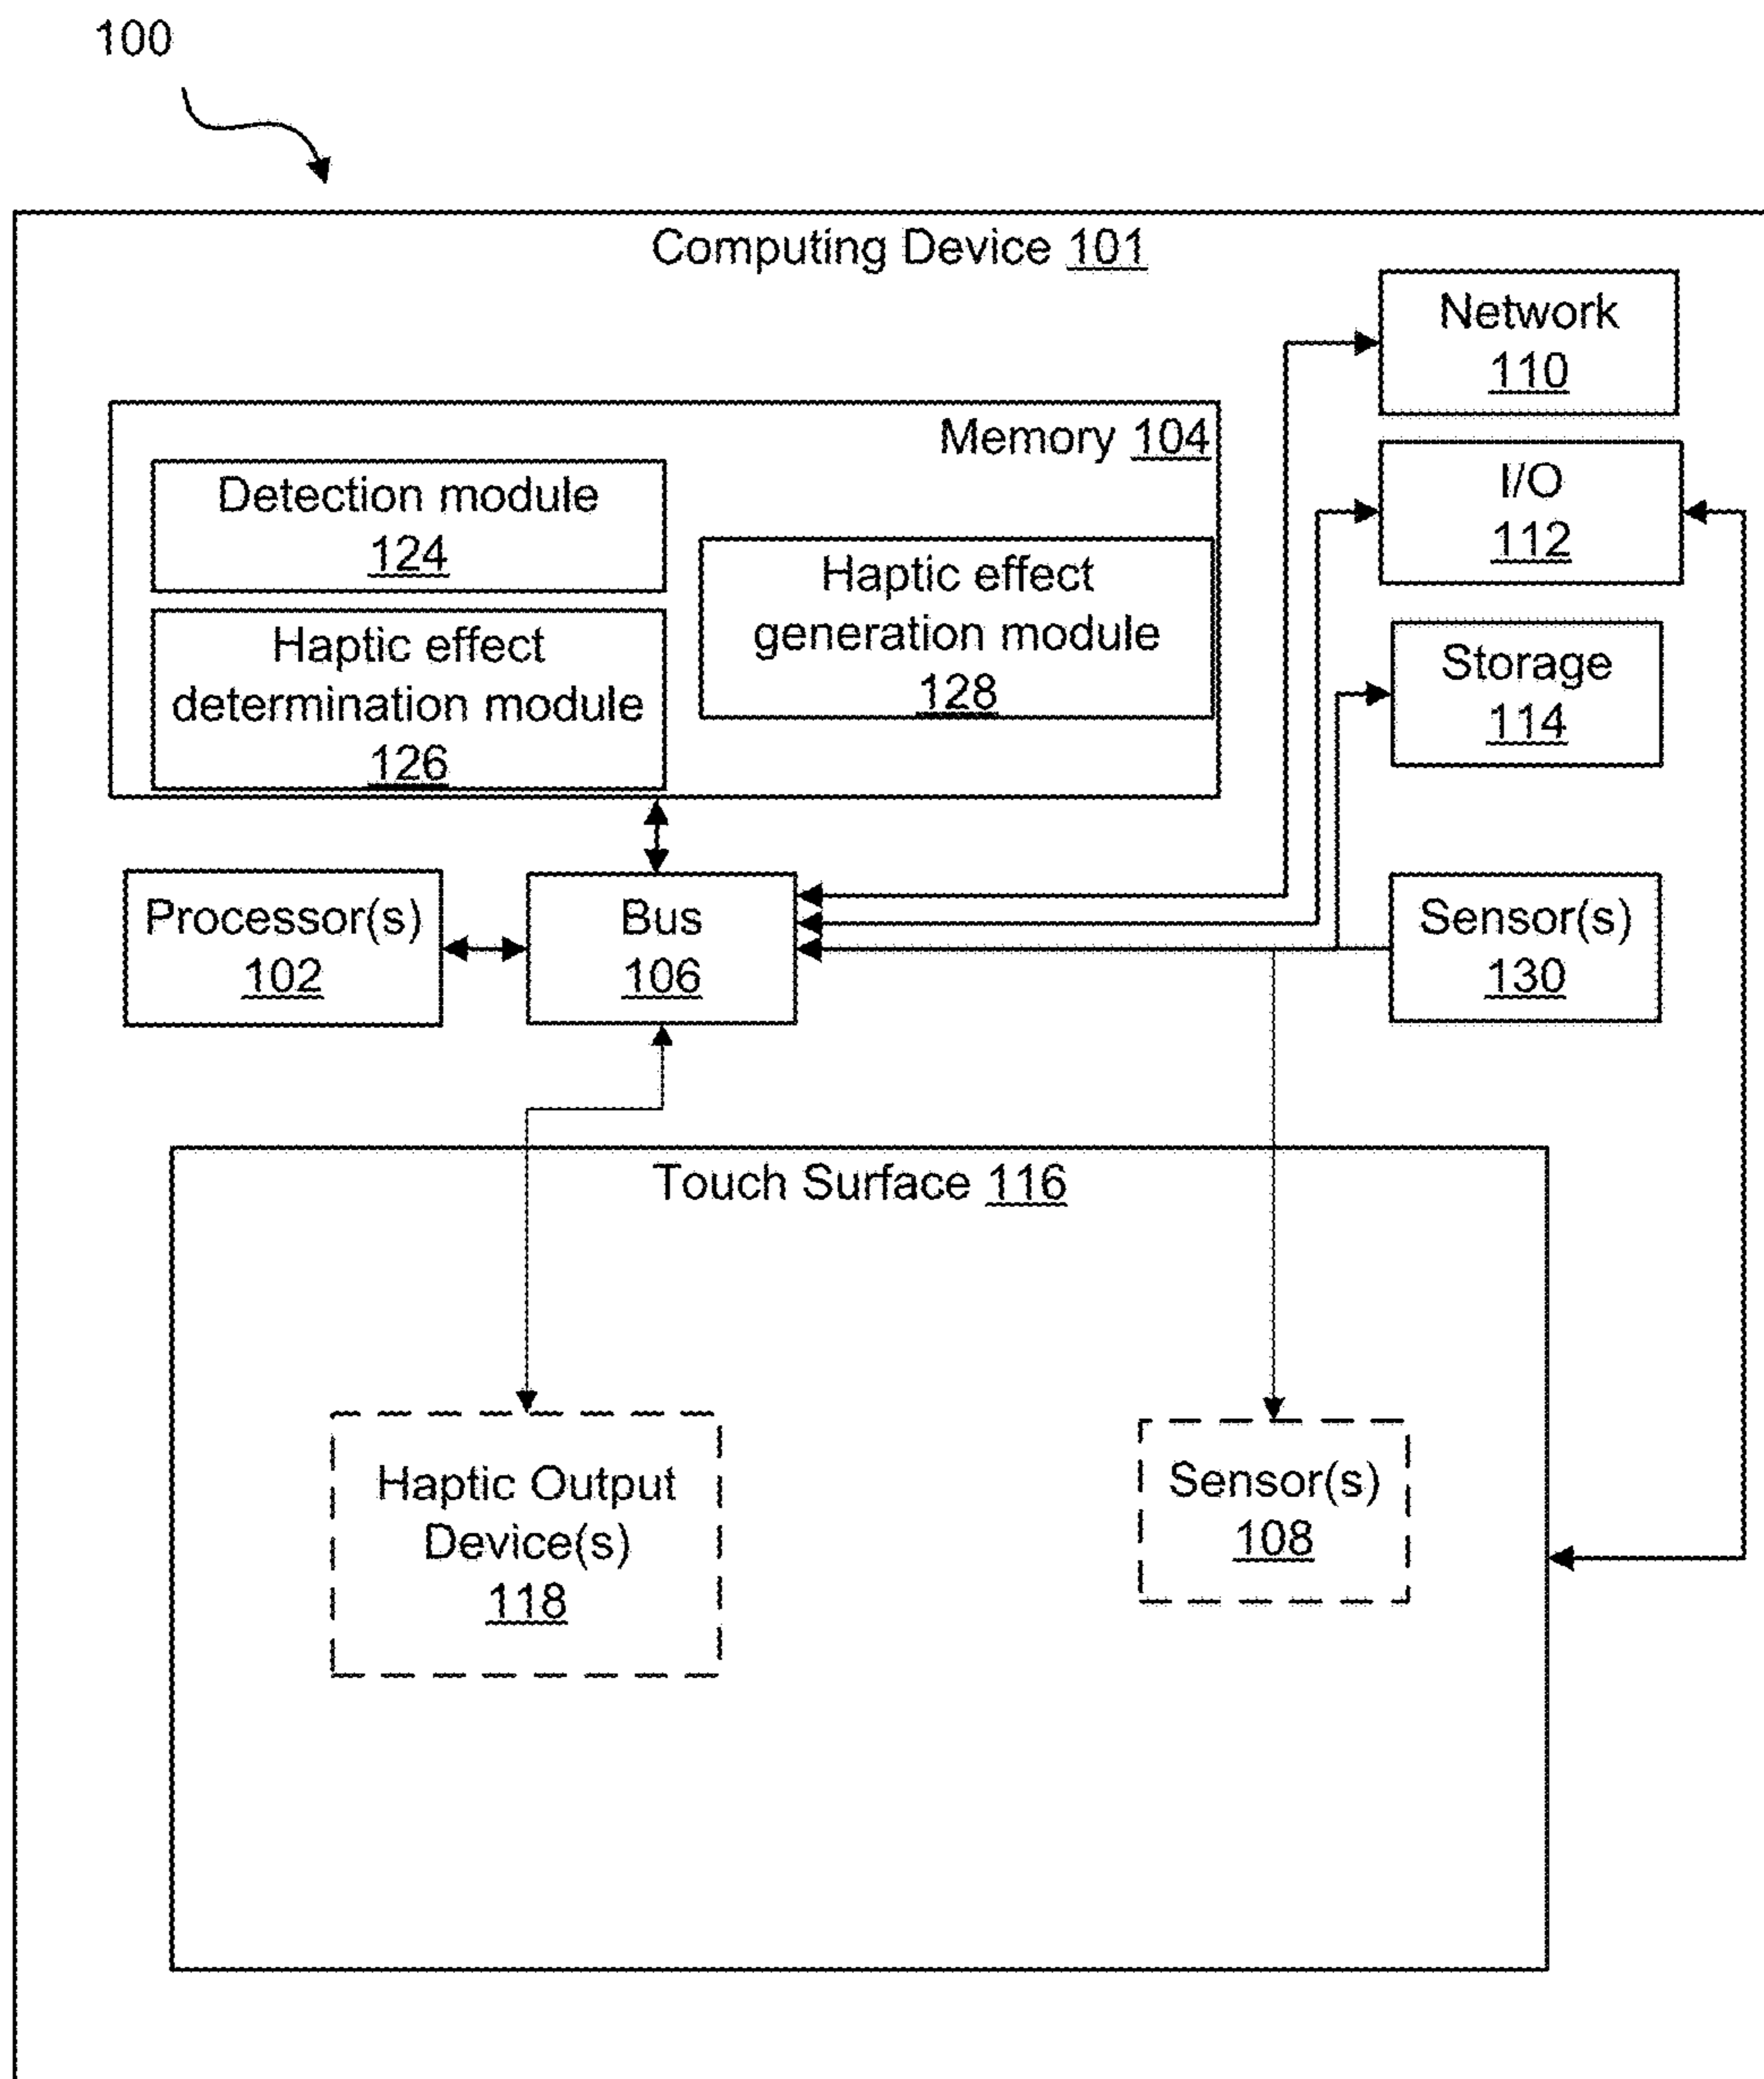 100
Computing Device 101
Network
110
Memory 104
I/O
112
Detection module
124
Haptic effect
generation module
128
Haptic effect
determination module
126
Storage
114
Processor(s)
102
Bus
106
Sensor(s)
130
Touch Surface 116
Haptic Output
Device(s)
118
Sensor(s)
108